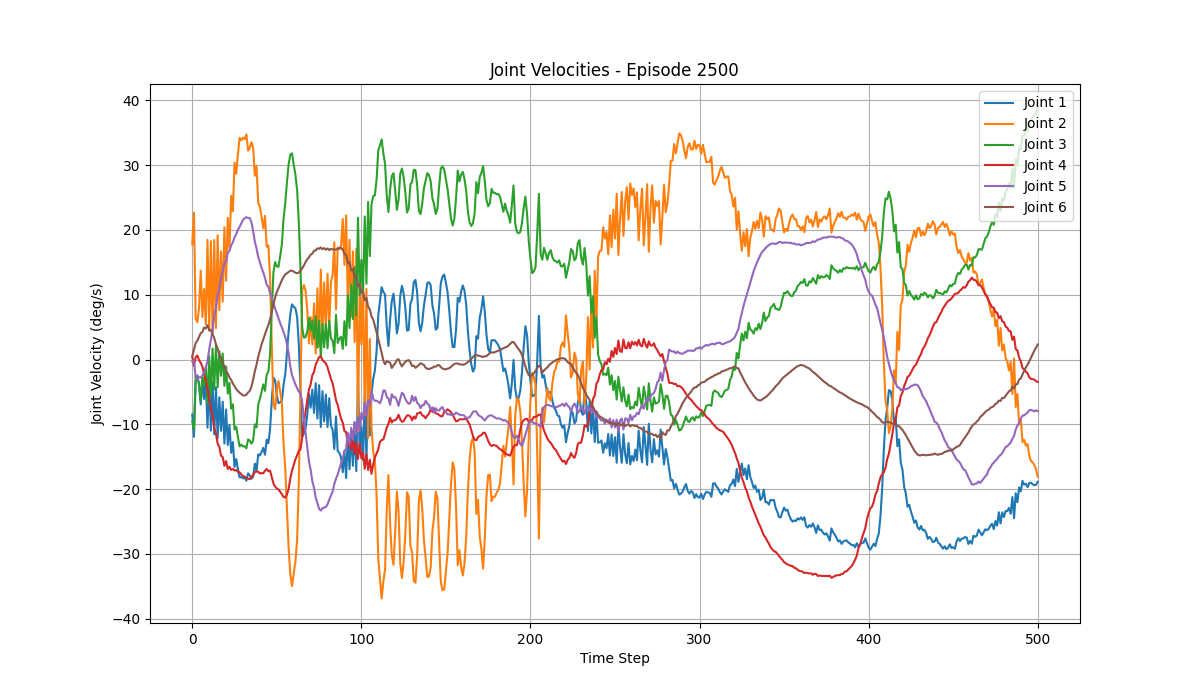 Joint Velocities - Episode 2500
Joint Velocity (deg/s)
40
30
20
10
0
−10
−20
−30
−40
Joint 1
Joint 2
Joint 3
Joint 4
Joint 5
Joint 6
0 100 200 300 400 500
Time Step